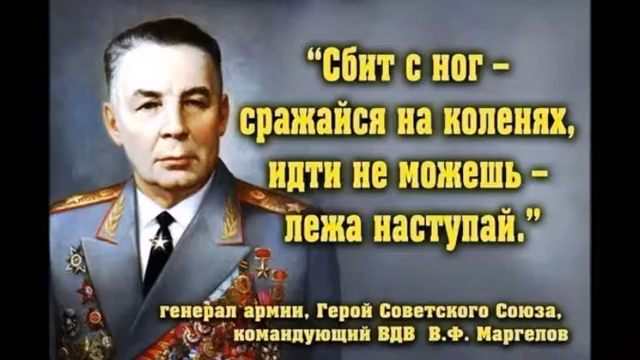 “Сбит с ног –
сражайся на коленях,
идти не можешь –
лежа наступай.”
генерал армии, Герой Советского Союза,
командующий ВДВ В.Ф. Маргелов